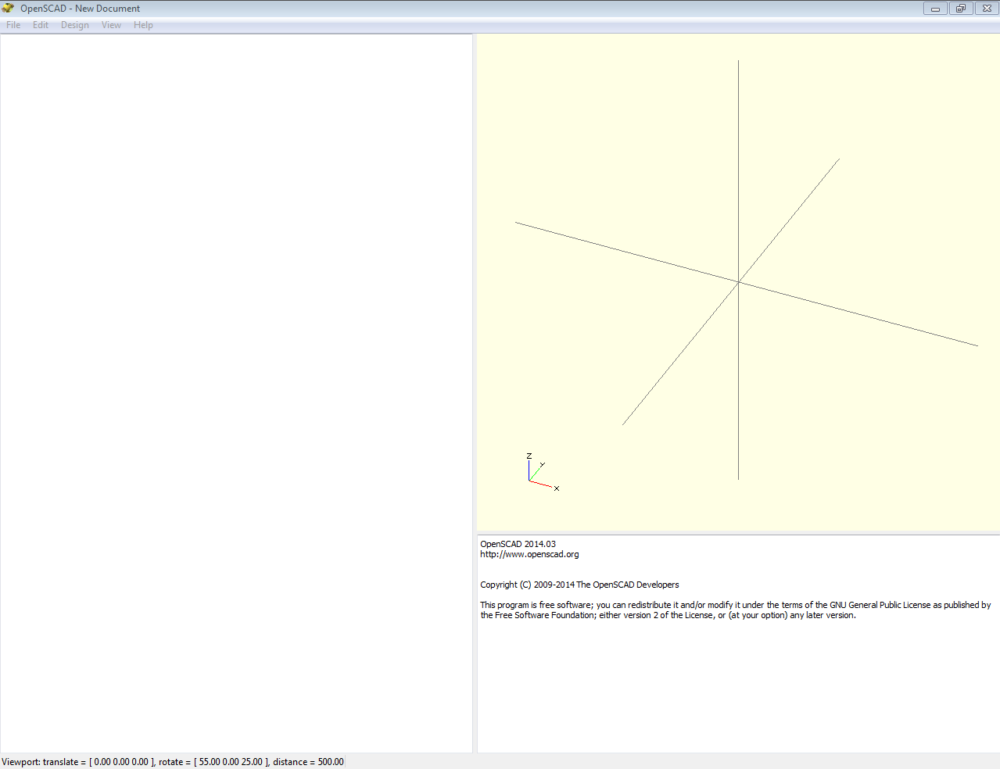 OpenSCAD - New Document
File Edit Design View Help
Z
Y
X
OpenSCAD 2014.03
http://www.openscad.org
Copyright (C) 2009-2014 The OpenSCAD Developers
This program is free software; you can redistribute it and/or modify it under the terms of the GNU General Public License as published by
the Free Software Foundation; either version 2 of the License, or (at your option) any later version.
Viewport: translate = [ 0.00 0.00 0.00 ], rotate = [ 55.00 0.00 25.00 ], distance = 500.00